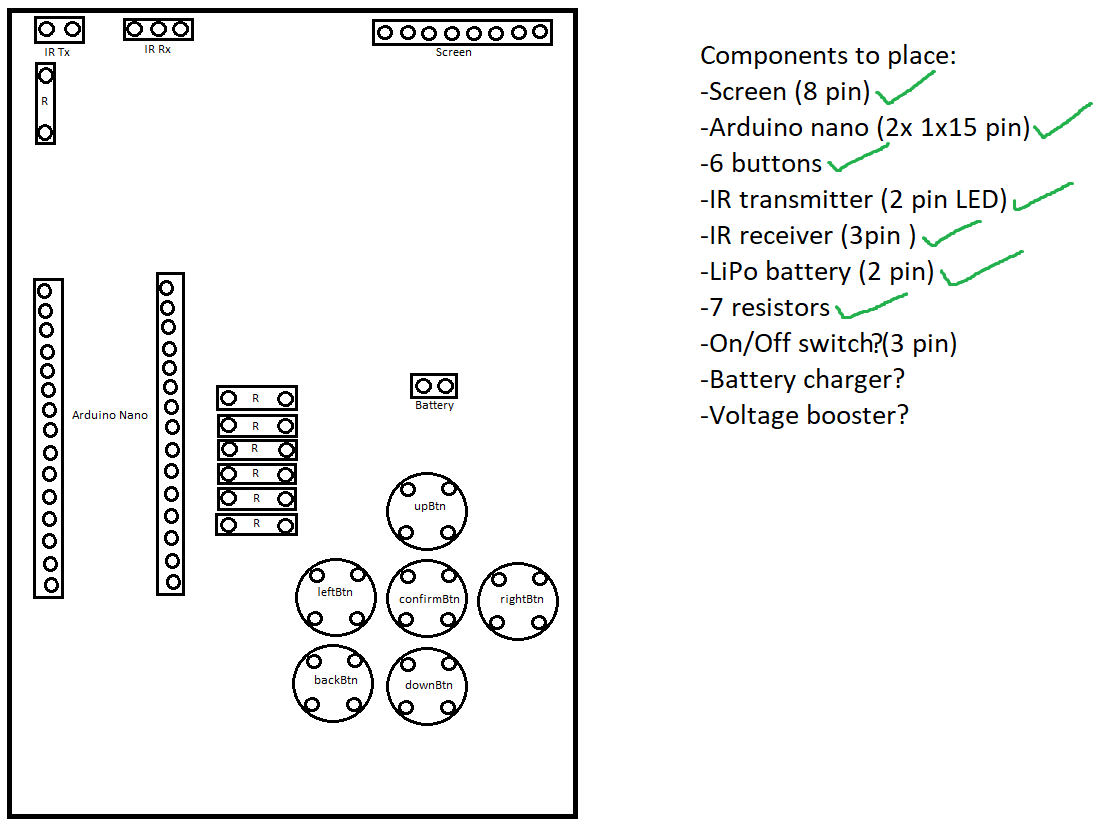 IR Tx
IR Rx
Screen
R
Arduino Nano
R
R
R
R
R
R
Battery
upBtn
leftBtn
confirmBtn
rightBtn
backBtn
downBtn
Components to place:
-Screen (8 pin)
-Arduino nano (2x 1x15 pin)
-6 buttons
-IR transmitter (2 pin LED)
-IR receiver (3pin )
-LiPo battery (2 pin)
-7 resistors
-On/Off switch?(3 pin)
-Battery charger?
-Voltage booster?